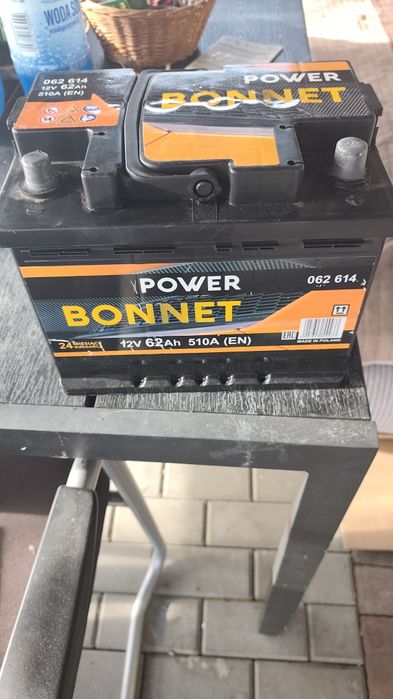 WODA
062 614
12V 62Ah
510A (EN)
POWER
BONNET
POWER
062 614
BONNET
24
12V 62Ah 510A (EN)
EAC
MADE IN POLAND